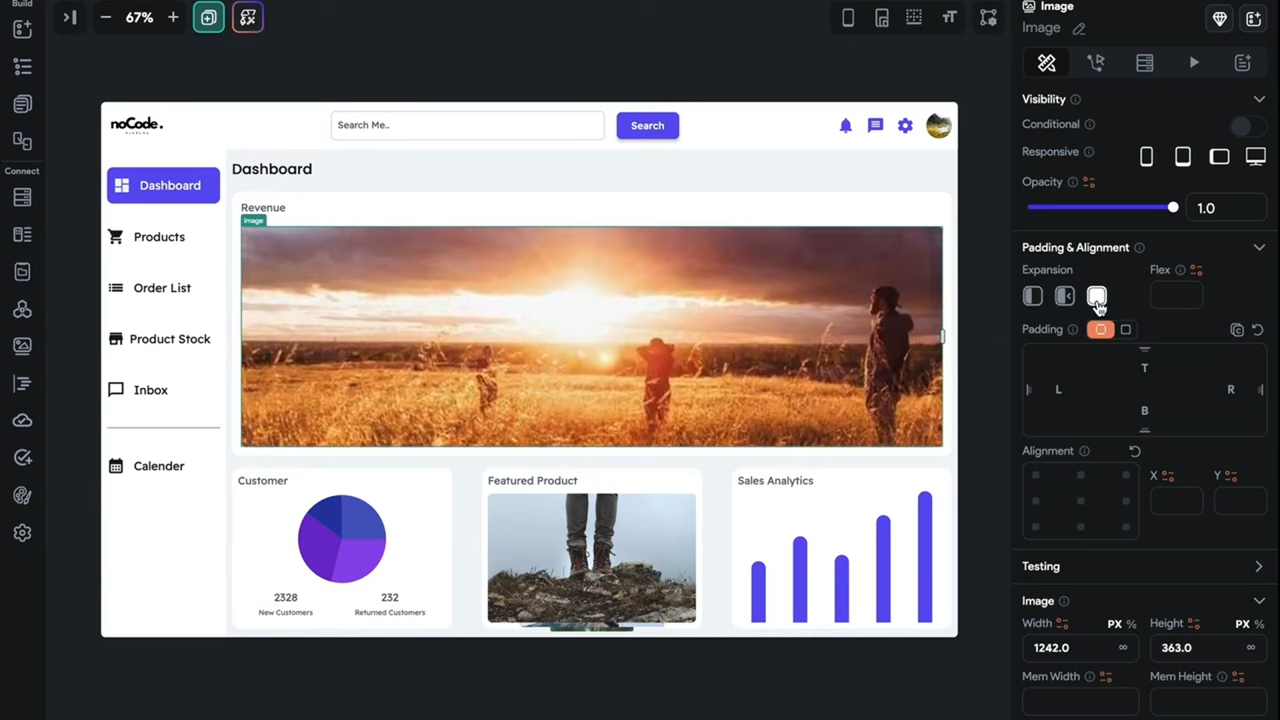 Build
67%
Image
Image
Visibility
Conditional
Responsive
Opacity
1.0
Padding & Alignment
Expansion
Flex
Padding
T
L
R
B
Alignment
X
Y
Testing
Image
Width
PX %
Height
PX %
1242.0
∞
363.0
∞
Mem Width
Mem Height
Connect
noCode.
Search Me..
Search
Dashboard
Products
Order List
Product Stock
Inbox
Calender
Dashboard
Revenue
Image
Customer
2328
232
New Customers
Returned Customers
Featured Product
Sales Analytics